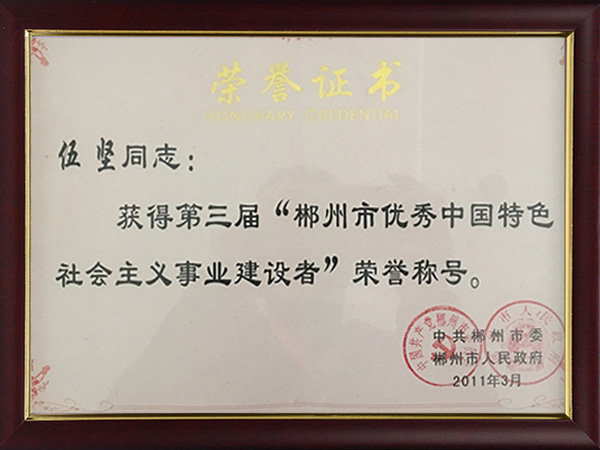 荣誉证书
HONORARY CREDENTIAL
伍坚同志：
获得第三届“郴州市优秀中国特色
社会主义事业建设者”荣誉称号。
中共郴州市委
郴州市人民政府
2011年3月